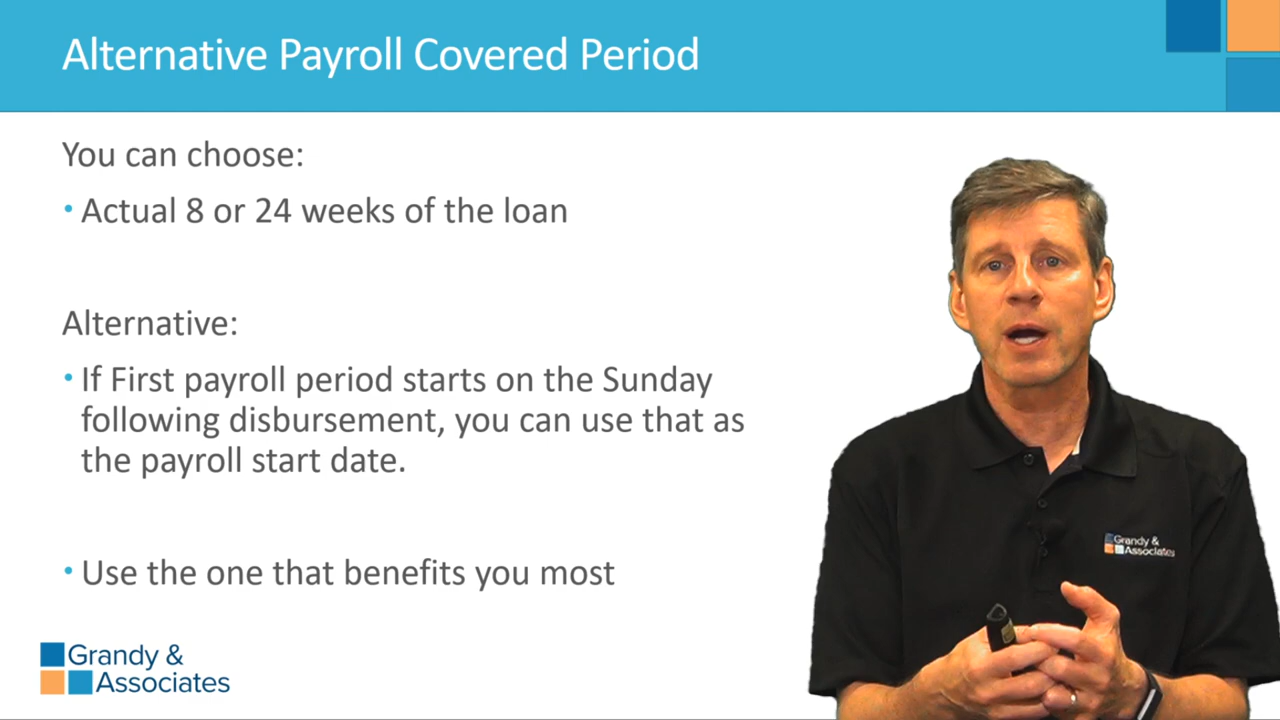 Alternative Payroll Covered Period
You can choose:
• Actual 8 or 24 weeks of the loan
Alternative:
• If First payroll period starts on the Sunday
following disbursement, you can use that as
the payroll start date.
• Use the one that benefits you most
Grandy &
Associates
Grandy &
Associates